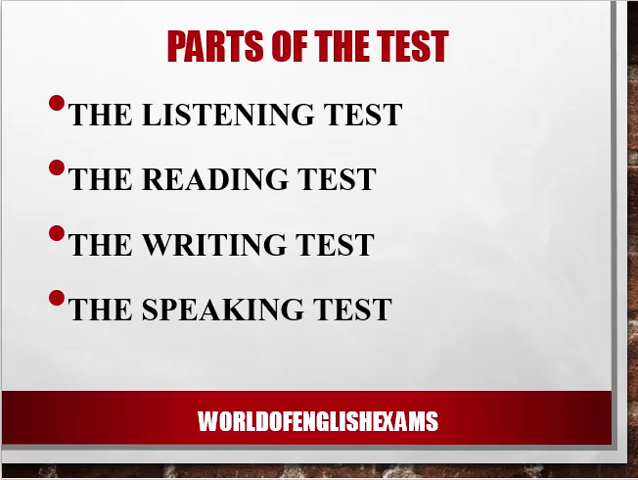 PARTS OF THE TEST
•THE LISTENING TEST
•THE READING TEST
•THE WRITING TEST
•THE SPEAKING TEST
WORLDOFENGLISHEXAMS